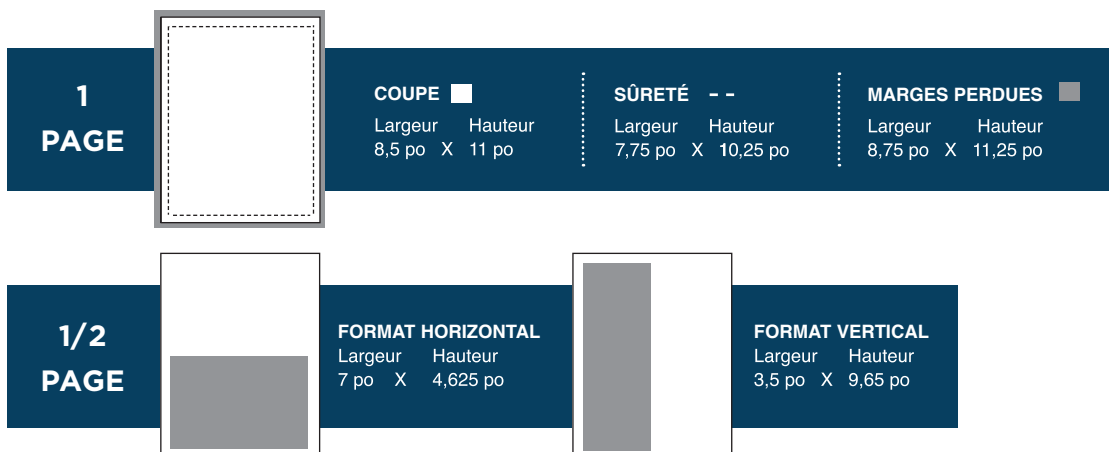 1
PAGE
COUPE
Largeur Hauteur
8,5 po X 11 po
SÛRETÉ - -
Largeur Hauteur
7,75 po X 10,25 po
MARGES PERDUES
Largeur Hauteur
8,75 po X 11,25 po
1/2
PAGE
FORMAT HORIZONTAL
Largeur Hauteur
7 po X 4,625 po
FORMAT VERTICAL
Largeur Hauteur
3,5 po X 9,65 po